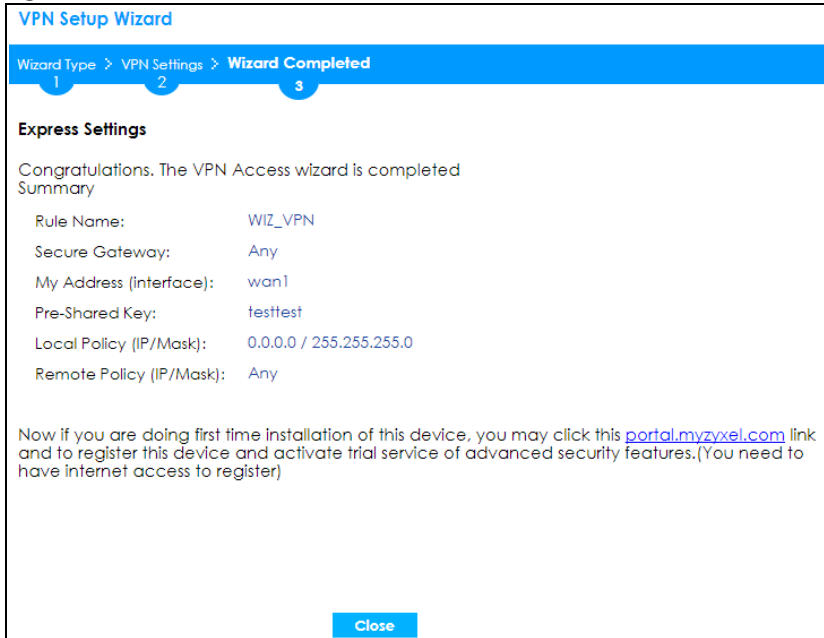 VPN Setup Wizard
Wizard Type > VPN Settings > Wizard Completed
1 2 3
Express Settings
Congratulations. The VPN Access wizard is completed
Summary
Rule Name: WIZ_VPN
Secure Gateway: Any
My Address (interface): wan1
Pre-Shared Key: testtest
Local Policy (IP/Mask): 0.0.0.0 / 255.255.255.0
Remote Policy (IP/Mask): Any
Now if you are doing first time installation of this device, you may click this portal.myzyxel.com link
and to register this device and activate trial service of advanced security features.(You need to
have internet access to register)
Close